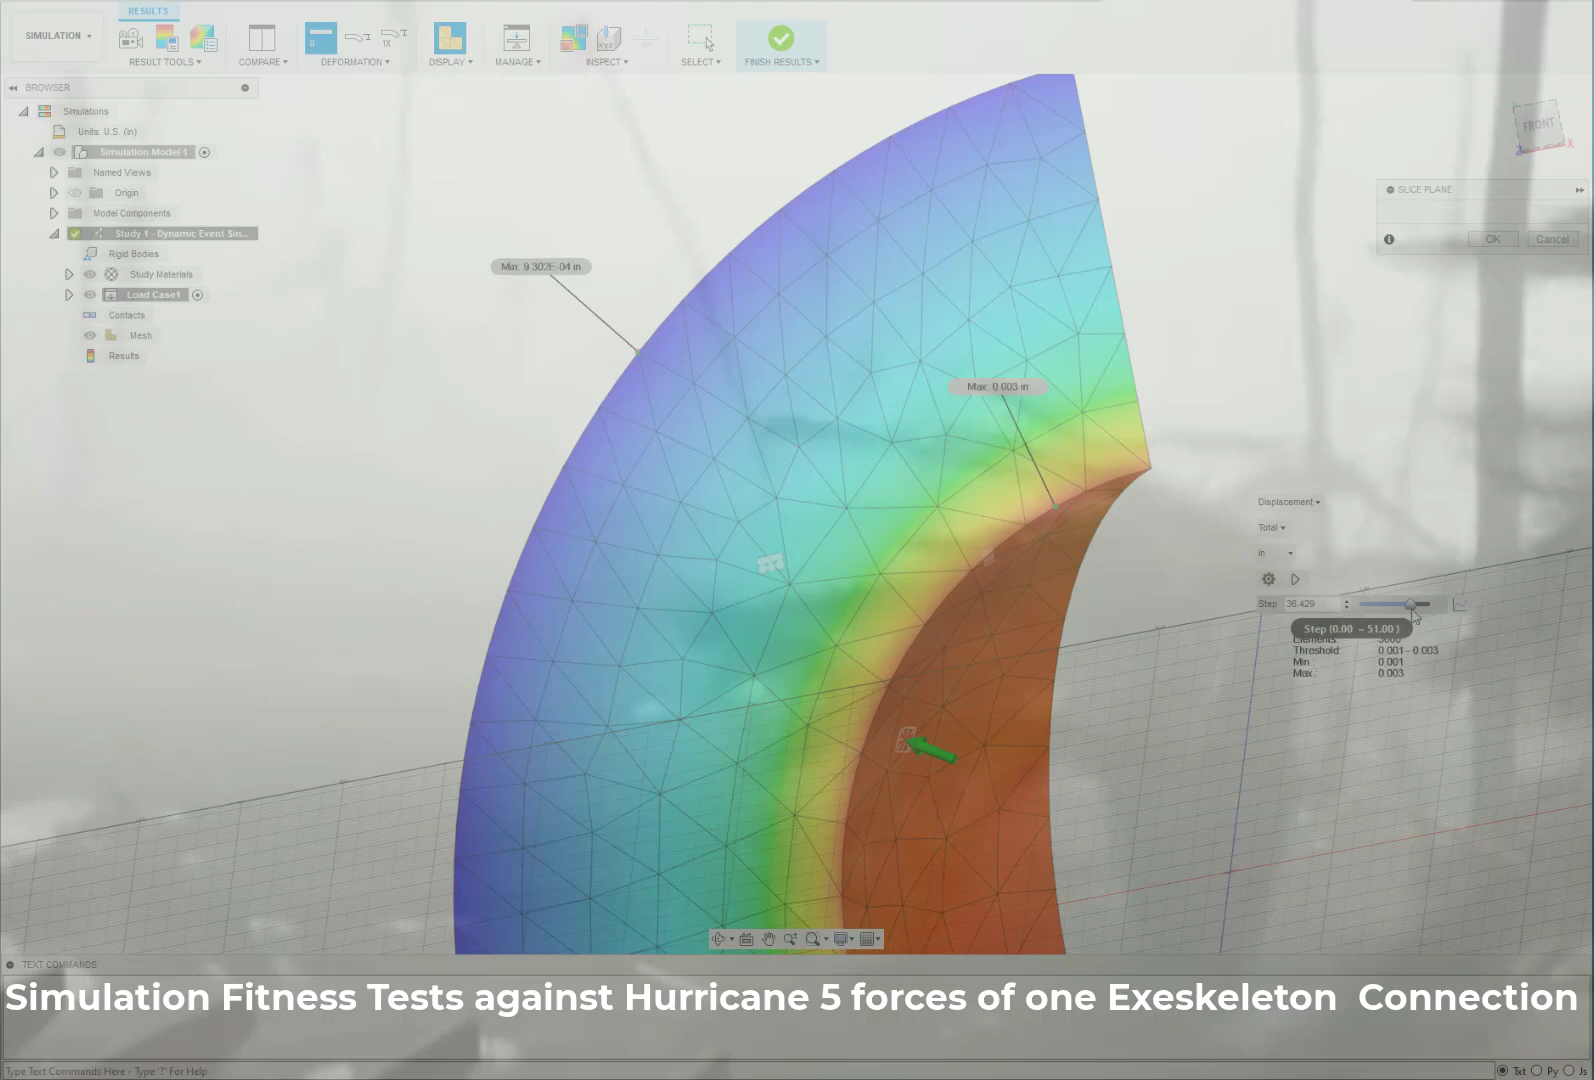 RESULTS
SIMULATION
RESULT TOOLS
COMPARE
DEFORMATION
DISPLAY
MANAGE
INSPECT
SELECT
FINISH RESULTS
BROWSER
Simulations
Units: U.S. (in)
Simulation Model 1
Named Views
Origin
Model Components
Study 1 - Dynamic Event Sin...
Rigid Bodies
Study Materials
Load Case1
Contacts
Mesh
Results
Min: 9.302E-04 in
Max: 0.003 in
FRONT
Z
X
SLICE PLANE
OK
Cancel
Displacement
Total
in
Step 36.429
Step (0.00 ~ 51.00 )
Threshold: 0.001 - 0.003
Min. 0.001
Max. 0.003
TEXT COMMANDS
Simulation Fitness Tests against Hurricane 5 forces of one Exeskeleton Connection
Type Text Commands Here - Type '?' For Help
Txt Py Js